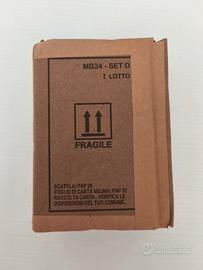 MB24 - SET D
I LOTTO
FRAGILE
SCATOLA: PAP 20
FOGLIO DI CARTA VELINA: PAP 22
RACCOLTA CARTA. VERIFICA LE
DISPOSIZIONI DEL TUO COMUNE.
subito